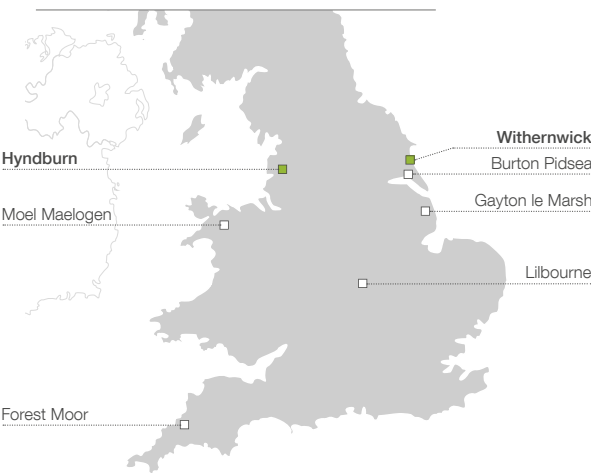 Withernwick
Hyndburn
Burton Pidsea
Gayton le Marsh
Moel Maelogen
Lilbourne
Forest Moor